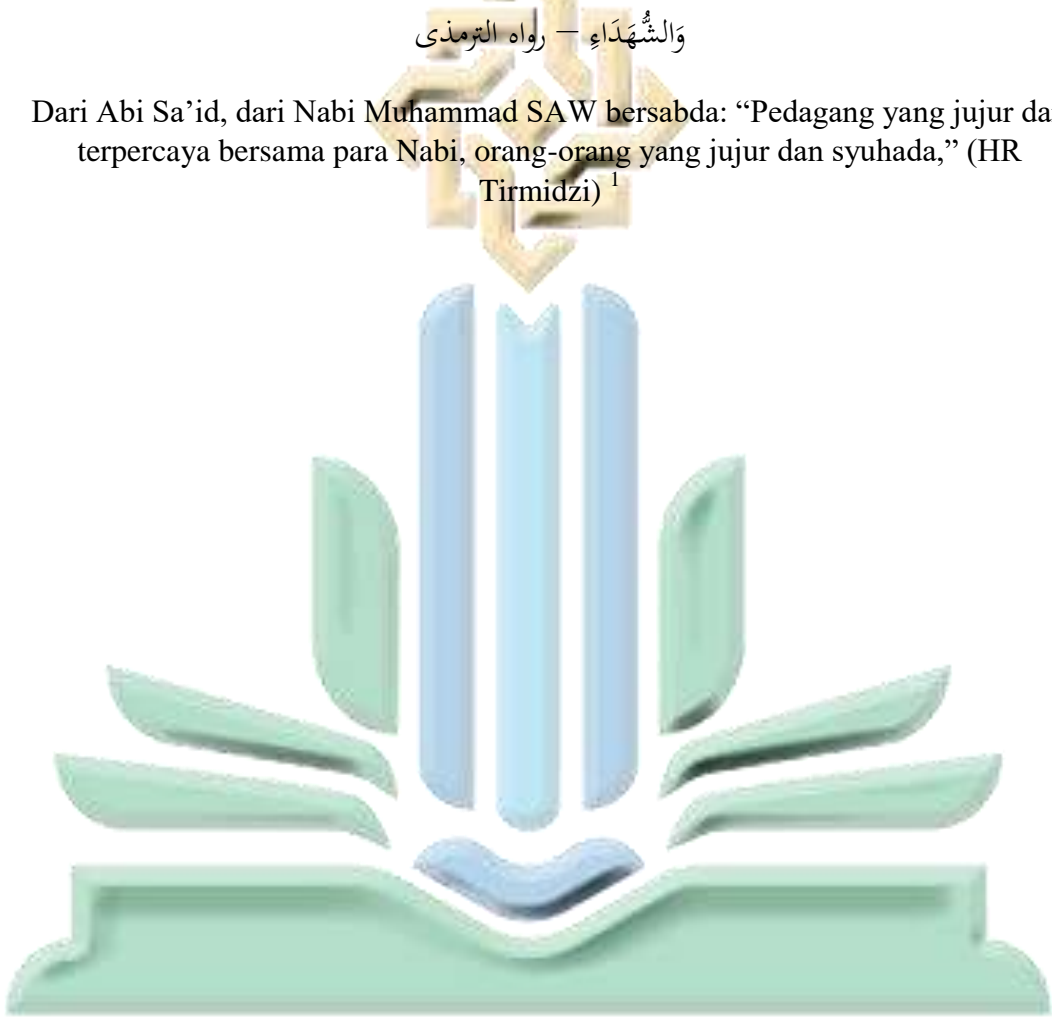 وَالشُّهَدَاءِ – رواه الترمذى
Dari Abi Sa’id, dari Nabi Muhammad SAW bersabda: “Pedagang yang jujur da
terpercaya bersama para Nabi, orang-orang yang jujur dan syuhada,” (HR
Tirmidzi) 1